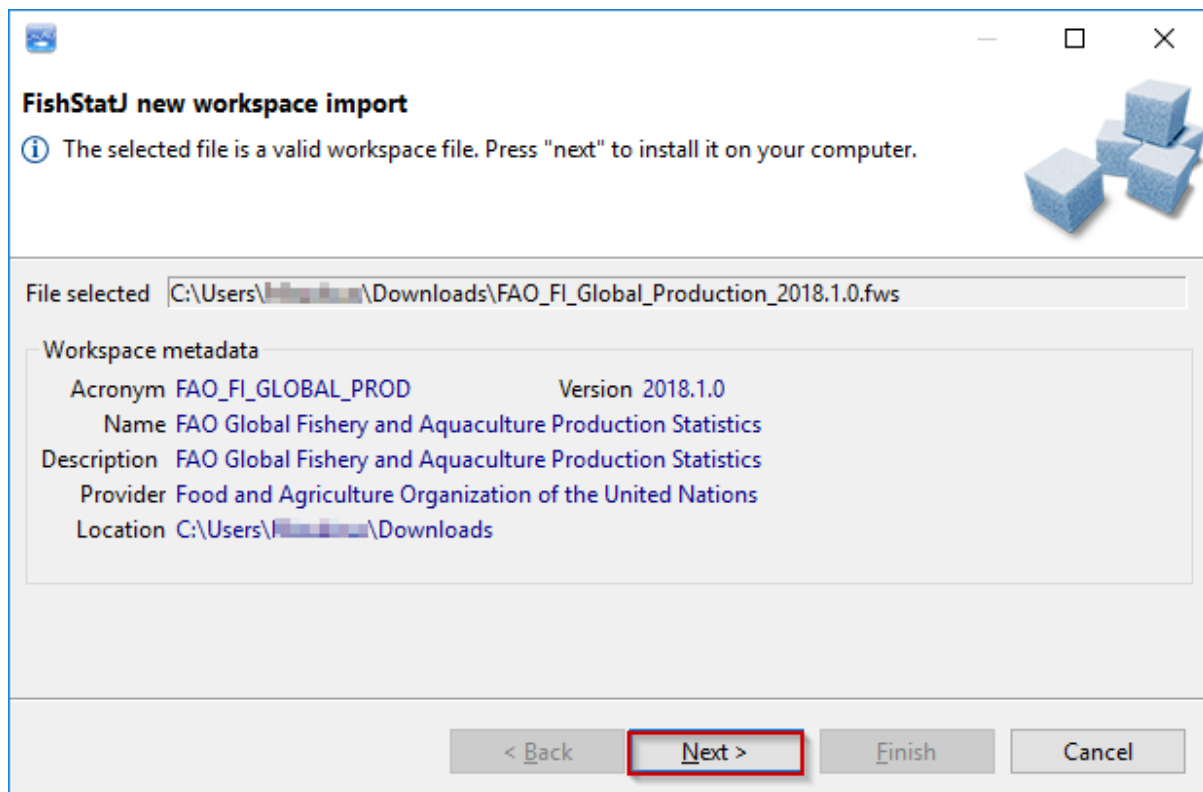 FishStatJ new workspace import
The selected file is a valid workspace file. Press "next" to install it on your computer.
File selected C:\Users\ \Downloads\FAO_FI_Global_Production_2018.1.0.fws
Workspace metadata
Acronym FAO_FI_GLOBAL_PROD Version 2018.1.0
Name FAO Global Fishery and Aquaculture Production Statistics
Description FAO Global Fishery and Aquaculture Production Statistics
Provider Food and Agriculture Organization of the United Nations
Location C:\Users\ \Downloads
< Back Next > Finish Cancel